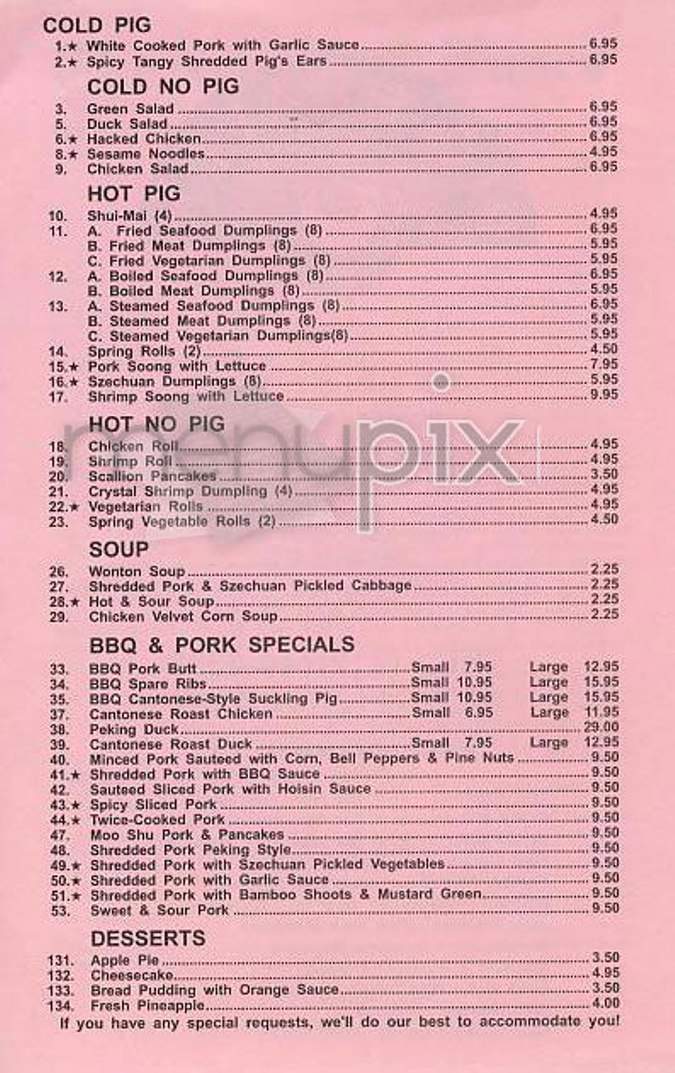 COLD PIG
1.★ White Cooked Pork with Garlic Sauce 6.95
2.★ Spicy Tangy Shredded Pig's Ears 6.95
COLD NO PIG
3. Green Salad 6.95
5. Duck Salad 6.95
6.★ Hacked Chicken 6.95
8.★ Sesame Noodles 4.95
9. Chicken Salad 6.95
HOT PIG
10. Shui-Mai (4) 4.95
11. A. Fried Seafood Dumplings (8) 6.95
B. Fried Meat Dumplings (8) 5.95
C. Fried Vegetarian Dumplings (8) 5.95
12. A. Boiled Seafood Dumplings (8) 6.95
B. Boiled Meat Dumplings (8) 5.95
13. A. Steamed Seafood Dumplings (8) 6.95
B. Steamed Meat Dumplings (8) 5.95
C. Steamed Vegetarian Dumplings(8) 5.95
14. Spring Rolls (2) 4.50
15.★ Pork Soong with Lettuce 7.95
16.★ Szechuan Dumplings (8) 5.95
17. Shrimp Soong with Lettuce 9.95
HOT NO PIG
menupix
18. Chicken Roll 4.95
19. Shrimp Roll 4.95
20. Scallion Pancakes 3.50
21. Crystal Shrimp Dumpling (4) 4.95
22.★ Vegetarian Rolls 4.95
23. Spring Vegetable Rolls (2) 4.50
SOUP
26. Wonton Soup 2.25
27. Shredded Pork & Szechuan Pickled Cabbage 2.25
28.★ Hot & Sour Soup 2.25
29. Chicken Velvet Corn Soup 2.25
BBQ & PORK SPECIALS
33. BBQ Pork Butt Small 7.95 Large 12.95
34. BBQ Spare Ribs Small 10.95 Large 15.95
35. BBQ Cantonese-Style Suckling Pig Small 10.95 Large 15.95
37. Cantonese Roast Chicken Small 6.95 Large 11.95
38. Peking Duck 29.00
39. Cantonese Roast Duck Small 7.95 Large 12.95
40. Minced Pork Sauteed with Corn, Bell Peppers & Pine Nuts 9.50
41.★ Shredded Pork with BBQ Sauce 9.50
42. Sauteed Sliced Pork with Hoisin Sauce 9.50
43.★ Spicy Sliced Pork 9.50
44.★ Twice-Cooked Pork 9.50
47. Moo Shu Pork & Pancakes 9.50
48. Shredded Pork Peking Style 9.50
49.★ Shredded Pork with Szechuan Pickled Vegetables 9.50
50.★ Shredded Pork with Garlic Sauce 9.50
51.★ Shredded Pork with Bamboo Shoots & Mustard Green 9.50
53. Sweet & Sour Pork 9.50
DESSERTS
131. Apple Pie 3.50
132. Cheesecake 4.95
133. Bread Pudding with Orange Sauce 3.50
134. Fresh Pineapple 4.00
If you have any special requests, we'll do our best to accommodate you!